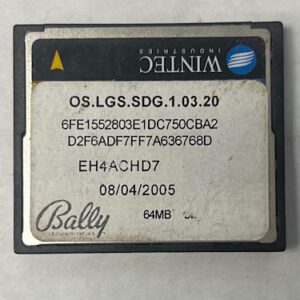 WINTEC
INDUSTRIES
OS.LGS.SDG.1.03.20
6FE1552803E1DC750CBA2
D2F6ADF7FF7A636768D
EH4ACHD7
08/04/2005
Bally
64MB